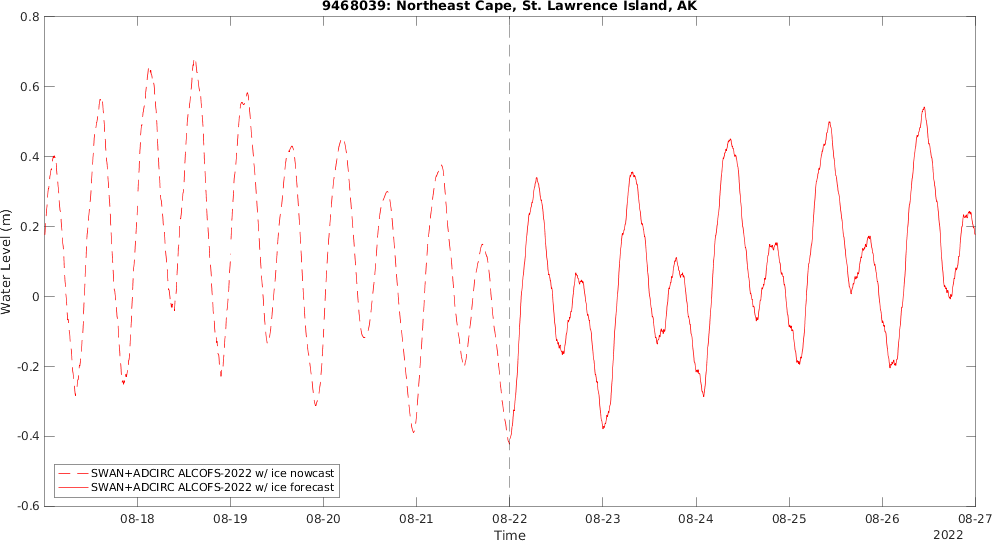 9468039: Northeast Cape, St. Lawrence Island, AK
0.8
0.6
0.4
0.2
0
-0.2
-0.4
-0.6
Water Level (m)
SWAN+ADCIRC ALCOFS-2022 w/ ice nowcast
SWAN+ADCIRC ALCOFS-2022 w/ ice forecast
08-18 08-19 08-20 08-21 08-22 08-23 08-24 08-25 08-26 08-27
Time
2022